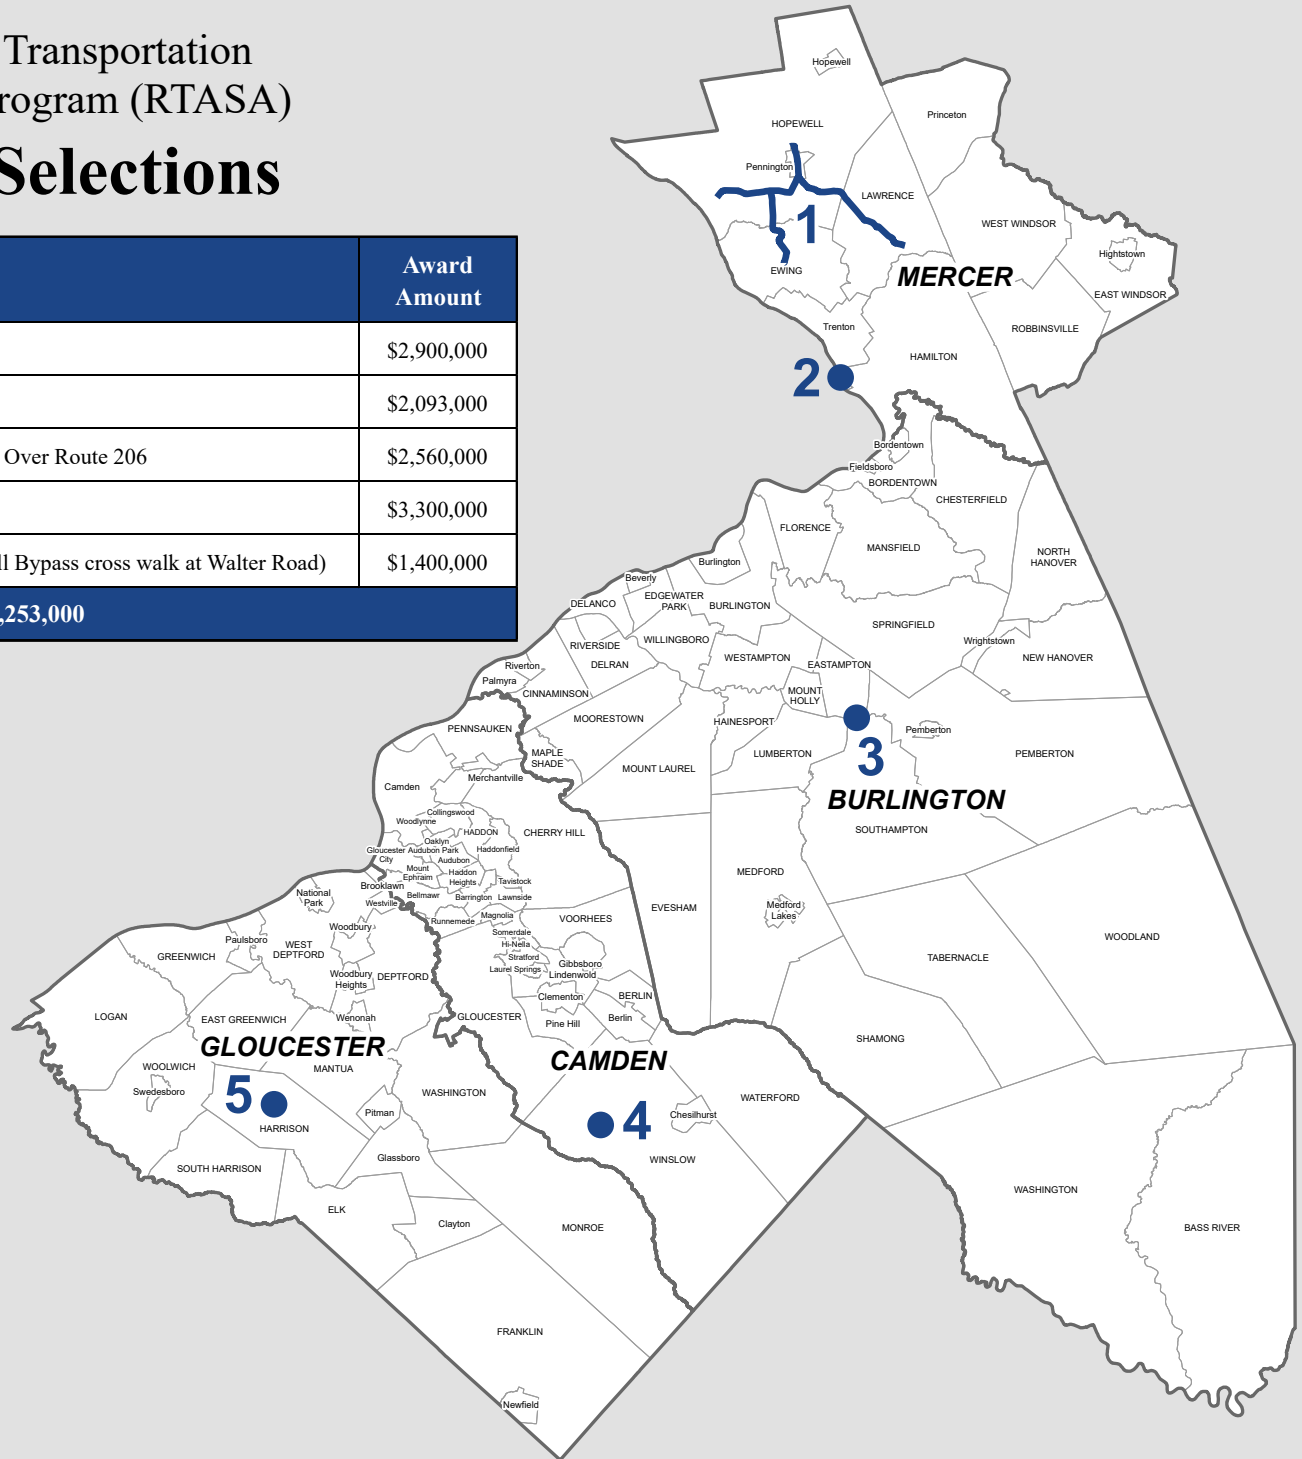 Transportation
rogram (RTASA)
Selections
Award
Amount
$2,900,000
$2,093,000
Over Route 206
$2,560,000
$3,300,000
ll Bypass cross walk at Walter Road)
$1,400,000
,253,000
Hopewell
HOPEWELL
Princeton
Pennington
LAWRENCE
1
WEST WINDSOR
Hightstown
EWING
MERCER
EAST WINDSOR
Trenton
ROBBINSVILLE
HAMILTON
2
Bordentown
Fieldsboro
BORDENTOWN
CHESTERFIELD
FLORENCE
MANSFIELD
NORTH
HANOVER
Burlington
Beverly
EDGEWATER
PARK
DELANCO
BURLINGTON
SPRINGFIELD
WILLINGBORO
RIVERSIDE
Wrightstown
NEW HANOVER
DELRAN
WESTAMPTON
EASTAMPTON
Riverton
Palmyra
CINNAMINSON
MOUNT
HOLLY
MOORESTOWN
HAINESPORT
PENNSAUKEN
Pemberton
3
LUMBERTON
PEMBERTON
MAPLE
SHADE
MOUNT LAUREL
Merchantville
Camden
BURLINGTON
Collingswood
Woodlynne
HADDON
CHERRY HILL
SOUTHAMPTON
Oaklyn
Gloucester
City
Audubon Park
Haddonfield
Audubon
Mount
Ephraim
Haddon
Heights
MEDFORD
Tavistock
Brooklawn
National
Park
Bellmawr
Barrington
Lawnside
Westville
EVESHAM
Medford
Lakes
Runnemede
Magnolia
VOORHEES
Woodbury
Somerdale
Hi-Nella
WOODLAND
Paulsboro
WEST
DEPTFORD
Stratford
GREENWICH
TABERNACLE
Gibbsboro
Laurel Springs
Lindenwold
Woodbury
Heights
DEPTFORD
Clementon
BERLIN
LOGAN
EAST GREENWICH
Wenonah
GLOUCESTER
Berlin
Pine Hill
SHAMONG
GLOUCESTER
CAMDEN
WOOLWICH
MANTUA
Swedesboro
5
WASHINGTON
WATERFORD
Pitman
4
Chesilhurst
HARRISON
Glassboro
WINSLOW
SOUTH HARRISON
WASHINGTON
ELK
Clayton
MONROE
BASS RIVER
FRANKLIN
Newfield